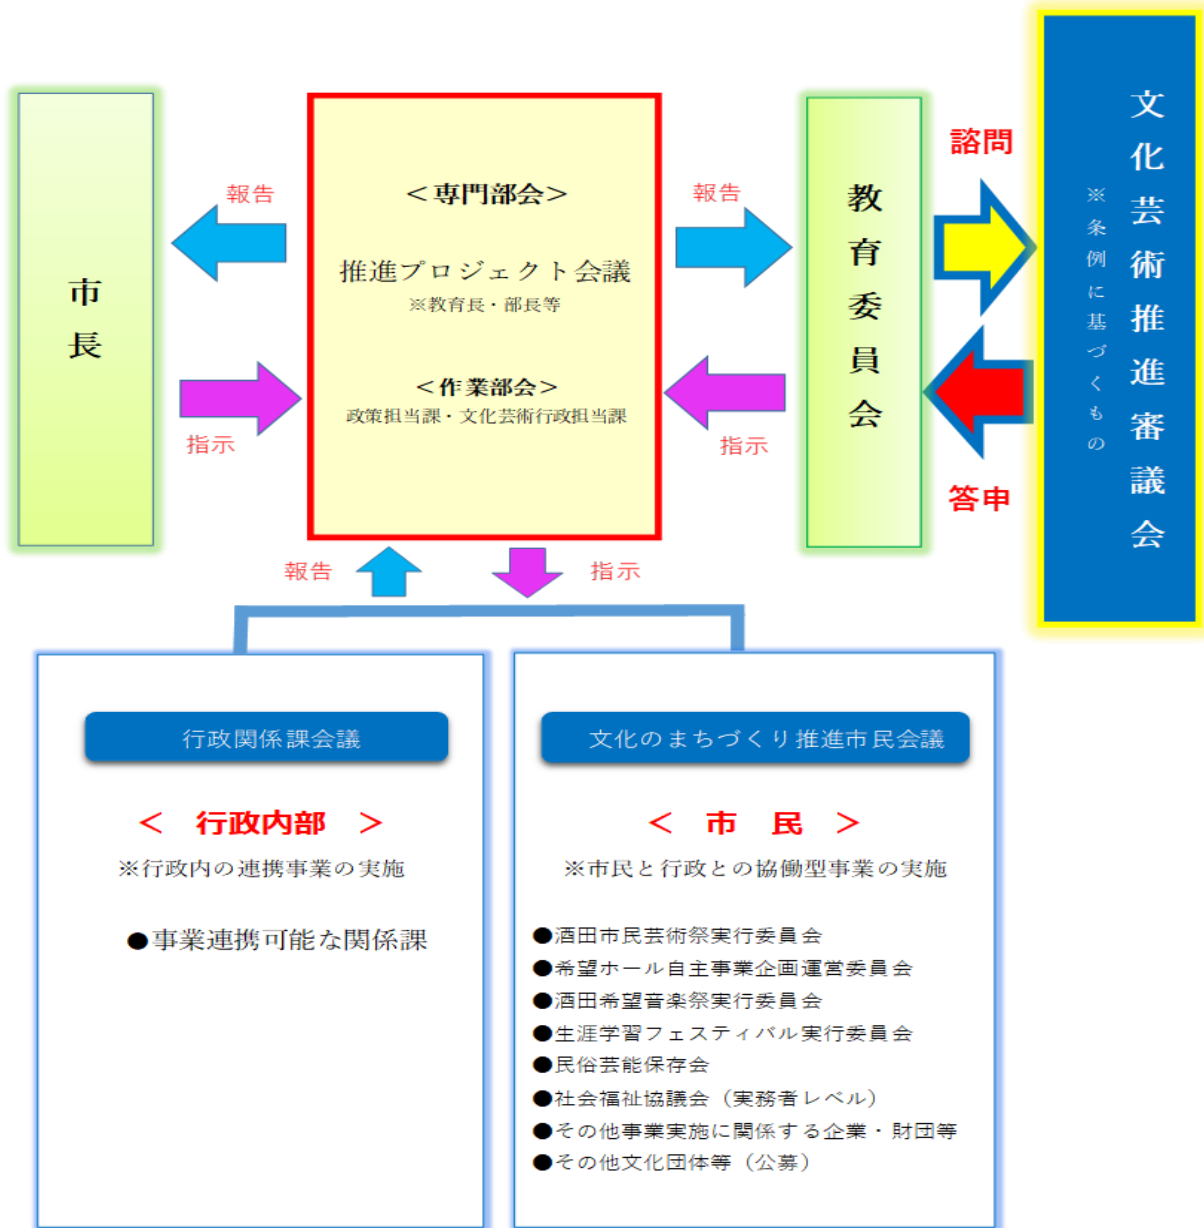 市長
報告
指示
＜専門部会＞
推進プロジェクト会議
※教育長・部長等
＜作業部会＞
政策担当課・文化芸術行政担当課
報告
指示
教育委員会
諮問
答申
文化芸術推進審議会
※条例に基づくもの
報告
指示
行政関係課会議
＜　行政内部　＞
※行政内の連携事業の実施
●事業連携可能な関係課
文化のまちづくり推進市民会議
＜　市　民　＞
※市民と行政との協働型事業の実施
●酒田市民芸術祭実行委員会
●希望ホール自主事業企画運営委員会
●酒田希望音楽祭実行委員会
●生涯学習フェスティバル実行委員会
●民俗芸能保存会
●社会福祉協議会（実務者レベル）
●その他事業実施に関係する企業・財団等
●その他文化団体等（公募）